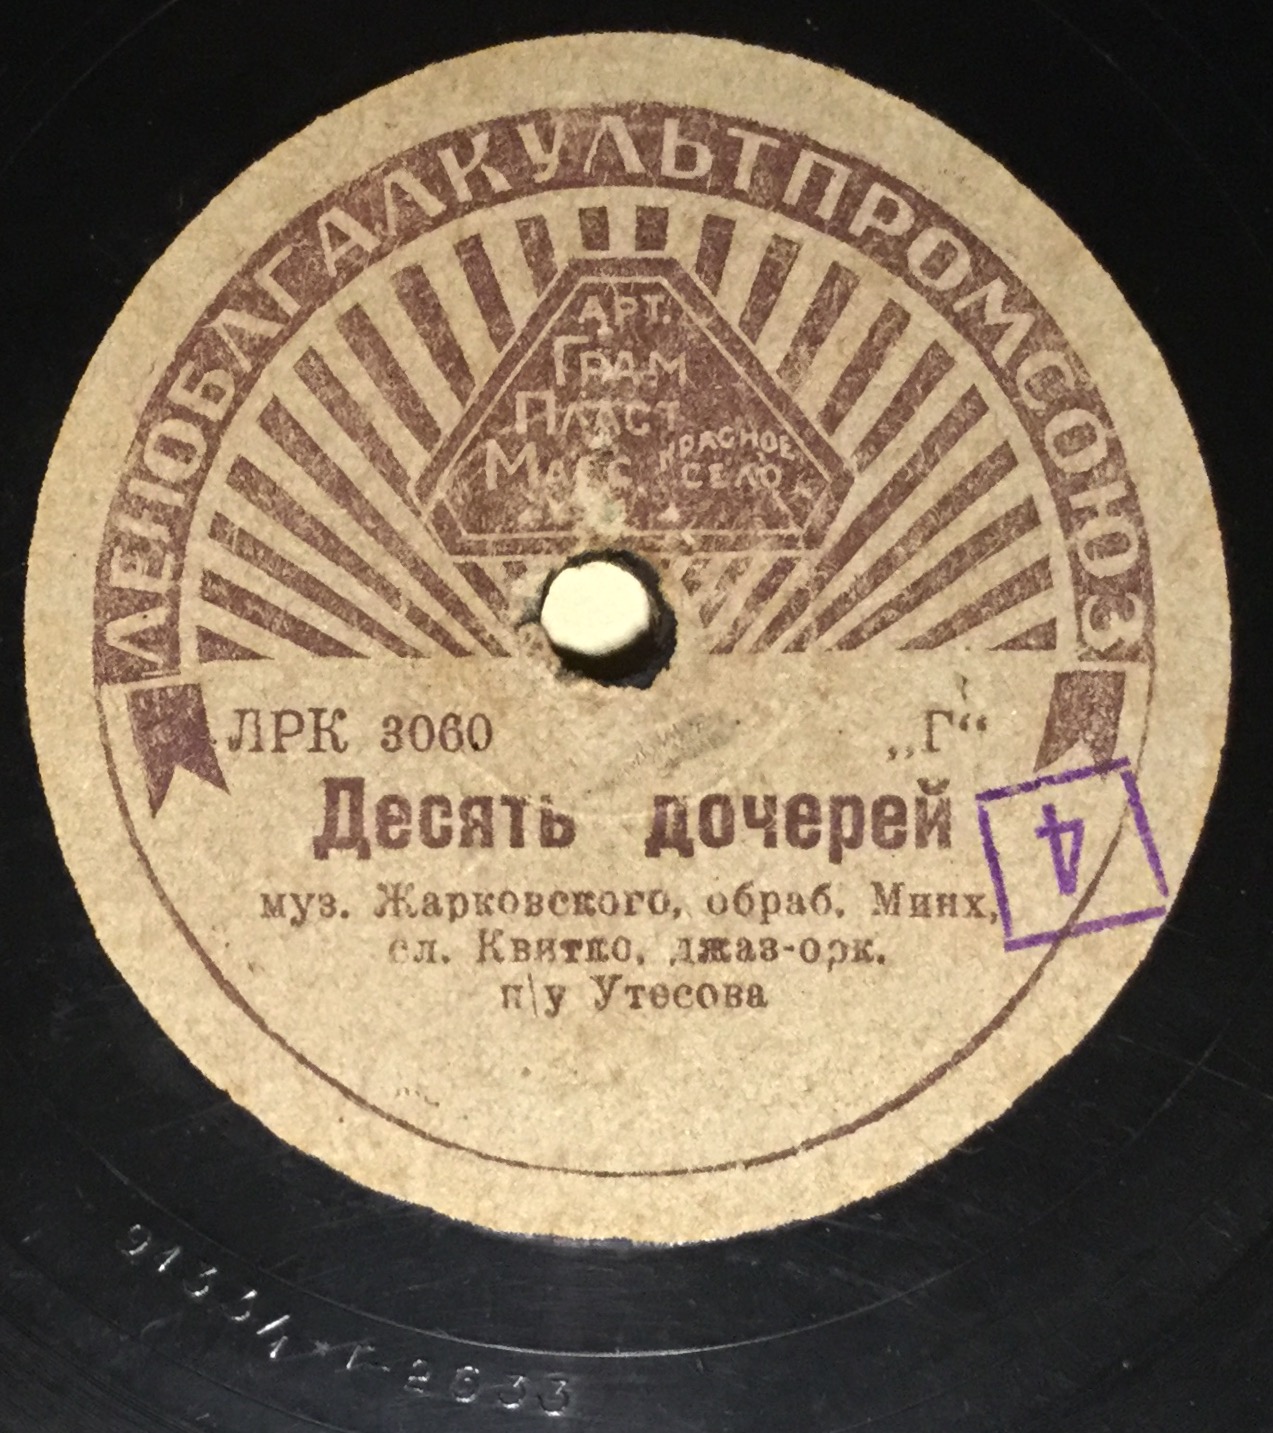 ЛЕНОБЛГАЛКУЛЬТПРОМСОЮЗ
АРТ.
ГРАМ
ПЛАСТ
МАСС
КРАСНОЕ
СЕЛО
ЛРК 3060 „Г“
Десять дочерей
муз. Жарковского, обраб. Минх,
сл. Квитко, джаз-орк.
п\у Утесова
4